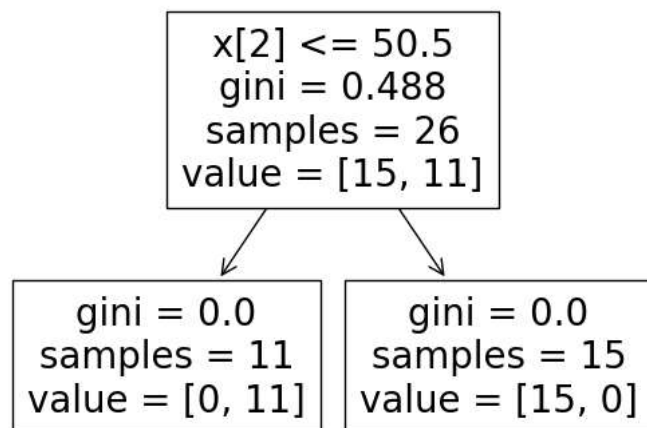 x[2] <= 50.5
gini = 0.488
samples = 26
value = [15, 11]
gini = 0.0
samples = 11
value = [0, 11]
gini = 0.0
samples = 15
value = [15, 0]